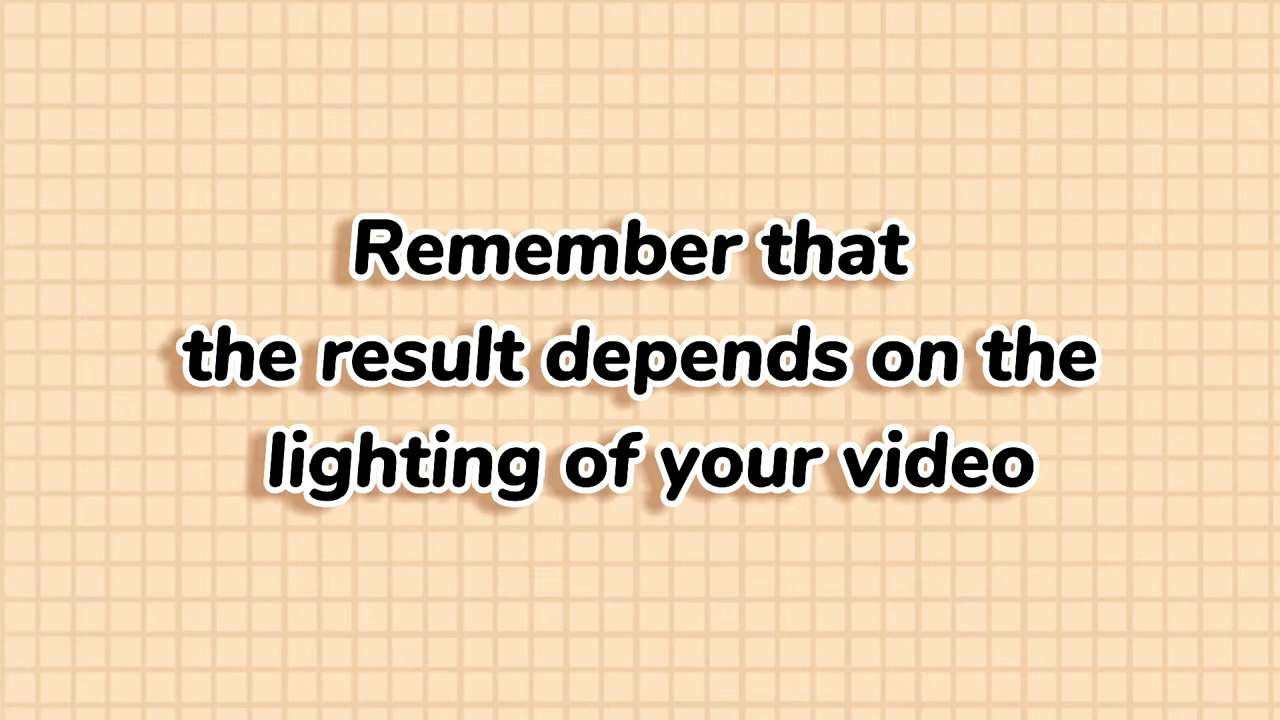 Remember that
the result depends on the
lighting of your video